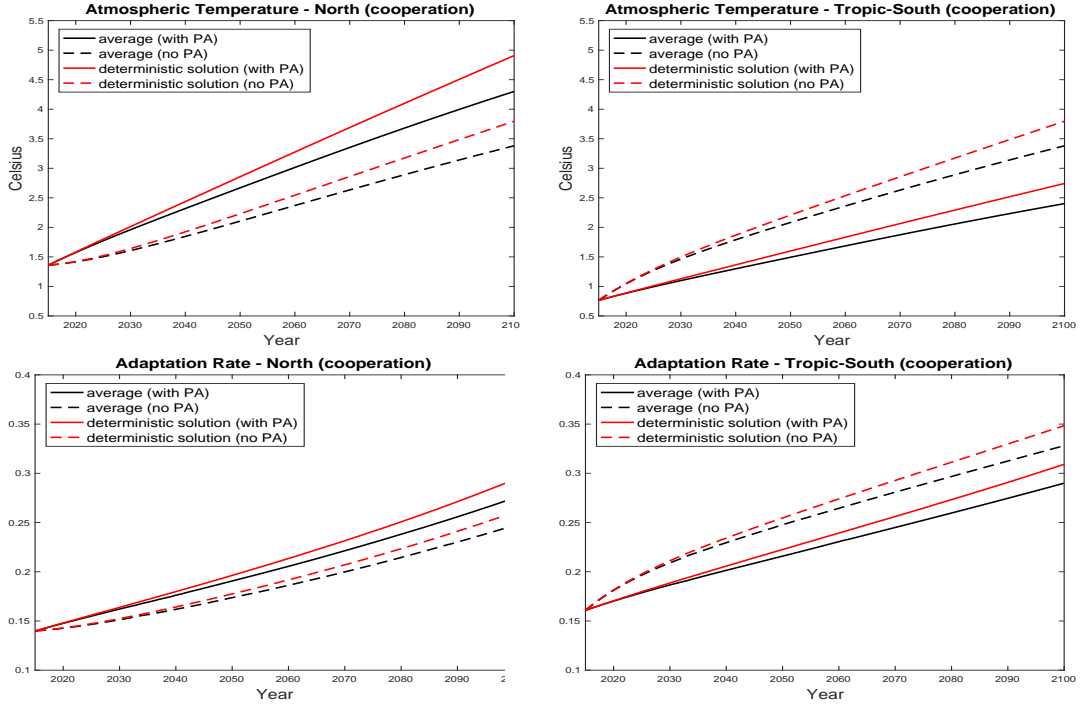 Atmospheric Temperature - North (cooperation)
5.5
5
4.5
4
3.5
3
2.5
2
1.5
1
0.5
Celsius
average (with PA)
average (no PA)
deterministic solution (with PA)
deterministic solution (no PA)
2020 2030 2040 2050 2060 2070 2080 2090 210
Year
Atmospheric Temperature - Tropic-South (cooperation)
5.5
5
4.5
4
3.5
3
2.5
2
1.5
1
0.5
Celsius
average (with PA)
average (no PA)
deterministic solution (with PA)
deterministic solution (no PA)
2020 2030 2040 2050 2060 2070 2080 2090 2100
Year
Adaptation Rate - North (cooperation)
0.4
0.35
0.3
0.25
0.2
0.15
0.1
average (with PA)
average (no PA)
deterministic solution (with PA)
deterministic solution (no PA)
2020 2030 2040 2050 2060 2070 2080 2090
Year
Adaptation Rate - Tropic-South (cooperation)
0.4
0.35
0.3
0.25
0.2
0.15
0.1
average (with PA)
average (no PA)
deterministic solution (with PA)
deterministic solution (no PA)
2020 2030 2040 2050 2060 2070 2080 2090 2100
Year